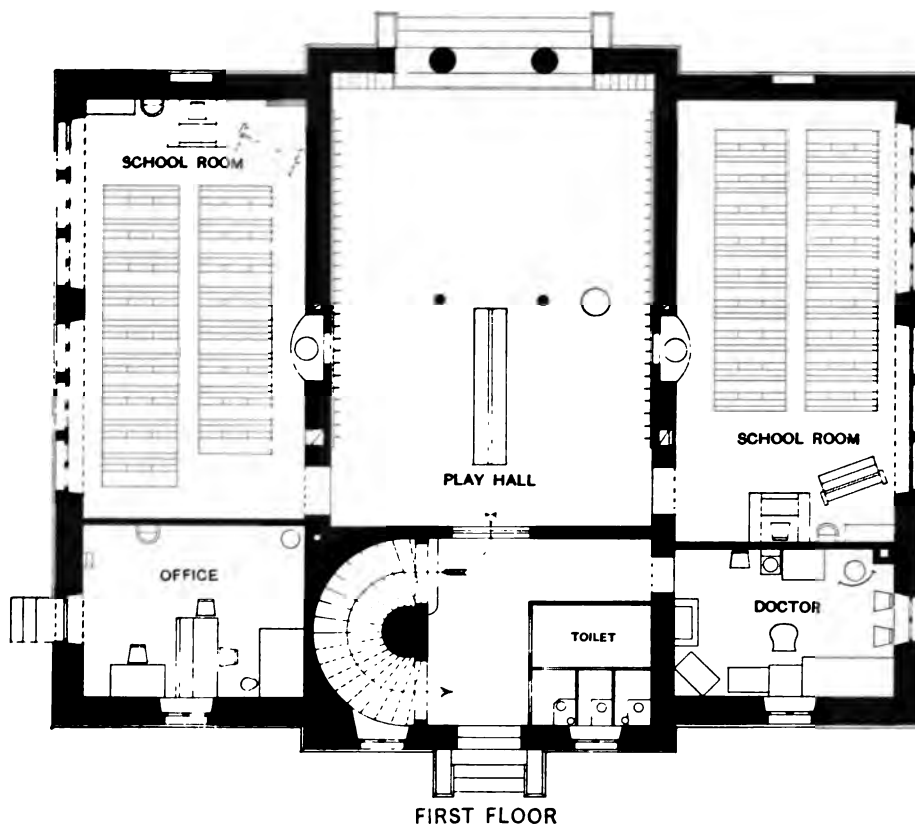 SCHOOL ROOM
SCHOOL ROOM
PLAY HALL
OFFICE
DOCTOR
TOILET
FIRST FLOOR